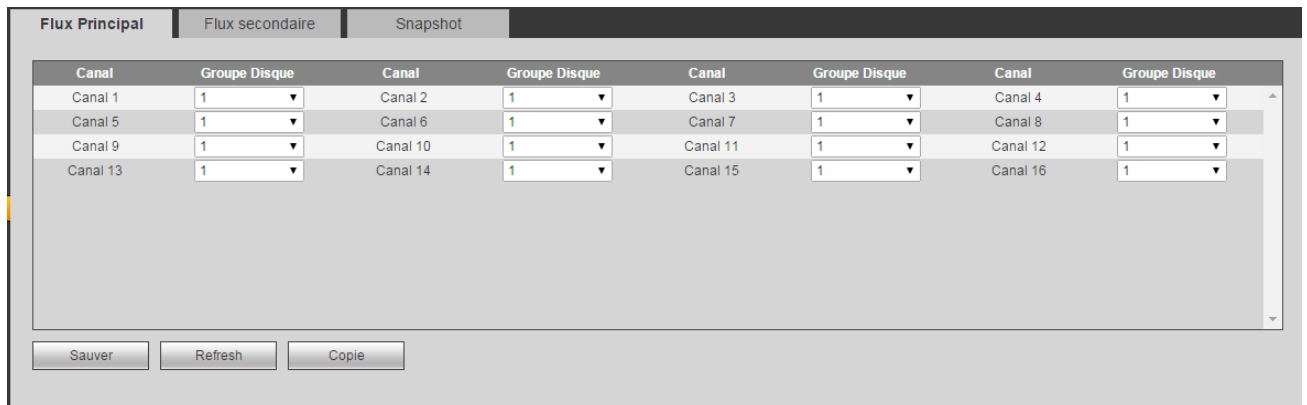 Flux Principal Flux secondaire Snapshot
Canal Groupe Disque Canal Groupe Disque Canal Groupe Disque Canal Groupe Disque
Canal 1 1 Canal 2 1 Canal 3 1 Canal 4 1
Canal 5 1 Canal 6 1 Canal 7 1 Canal 8 1
Canal 9 1 Canal 10 1 Canal 11 1 Canal 12 1
Canal 13 1 Canal 14 1 Canal 15 1 Canal 16 1
Sauver Refresh Copie